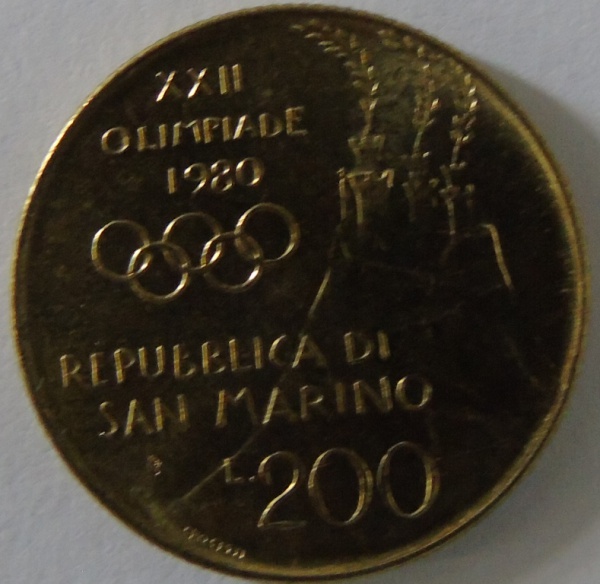 XXII
OLIMPIADE
1980
REPUBBLICA DI
SAN MARINO
L.200